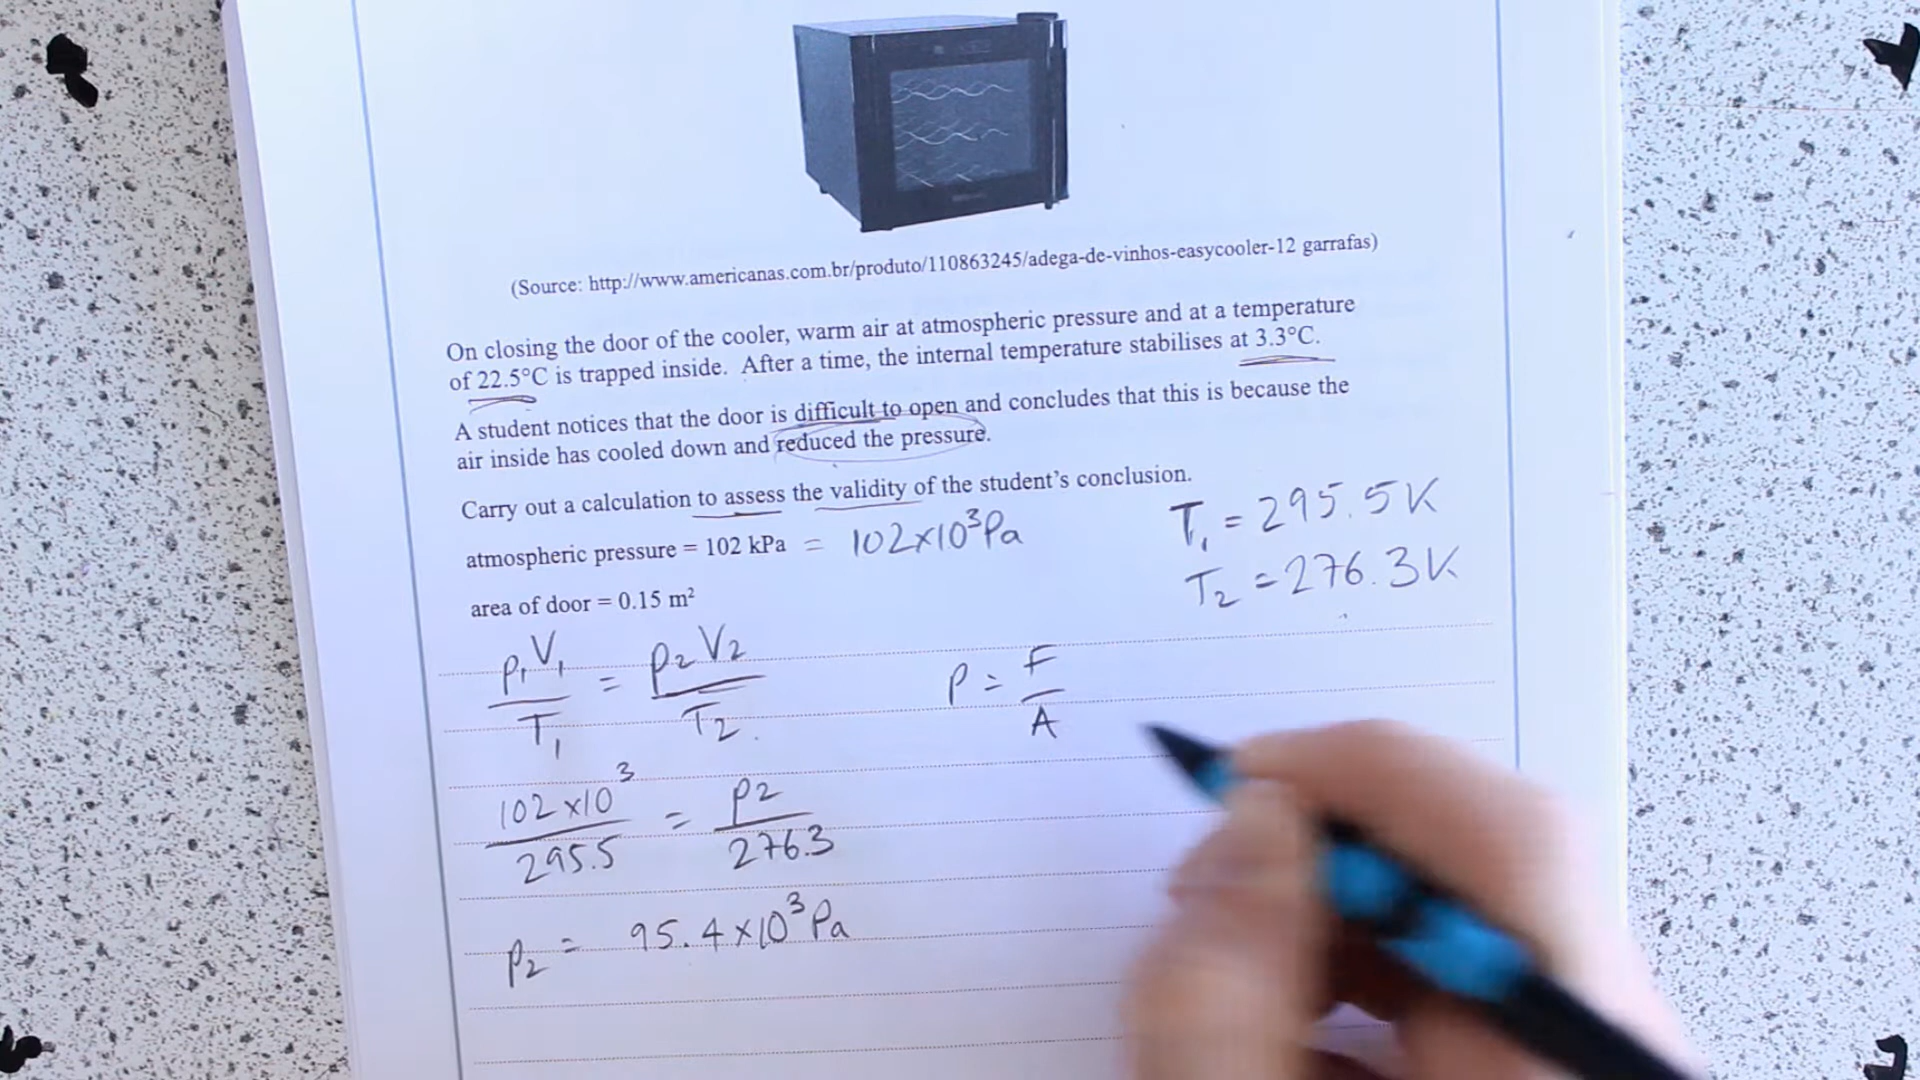 (Source: http://www.americanas.com.br/produto/110863245/adega-de-vinhos-easycooler-12 garrafas)
On closing the door of the cooler, warm air at atmospheric pressure and at a temperature
of 22.5°C is trapped inside. After a time, the internal temperature stabilises at 3.3°C.
A student notices that the door is difficult to open and concludes that this is because the
air inside has cooled down and reduced the pressure.
Carry out a calculation to assess the validity of the student's conclusion.
atmospheric pressure = 102 kPa = 102×10³Pa
T₁ = 295.5K
T₂ = 276.3K
area of door = 0.15 m²
p₁V₁/T₁ = p₂V₂/T₂
P = F/A
102×10³/295.5 = p₂/276.3
p₂ = 95.4×10³Pa